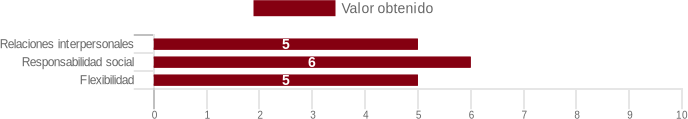 Valor obtenido
Relaciones interpersonales 5
Responsabilidad social 6
Flexibilidad 5
0 1 2 3 4 5 6 7 8 9 10